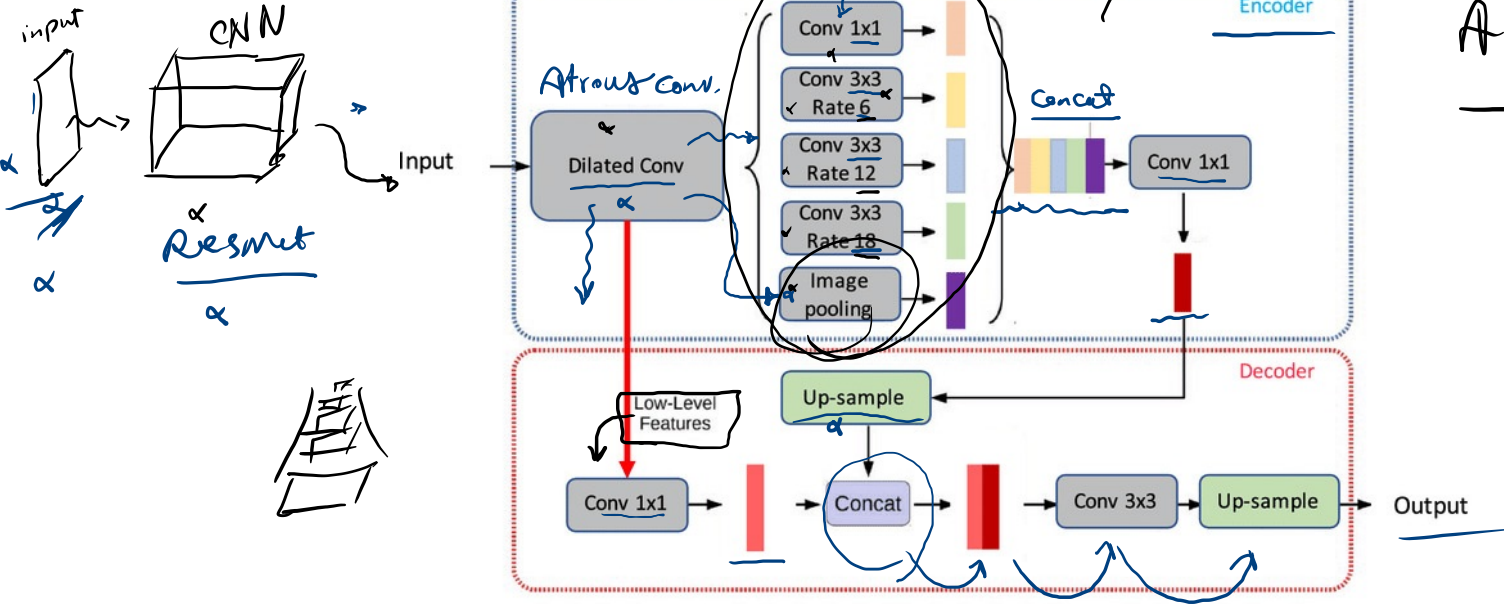 input
CNN
Resnet
Atrous conv.
Input
Dilated Conv
Conv 1x1
Conv 3x3
Rate 6
Conv 3x3
Rate 12
Conv 3x3
Rate 18
Image
pooling
Concat
Conv 1x1
Encoder
A
Decoder
Low-Level
Features
Up-sample
Conv 1x1
Concat
Conv 3x3
Up-sample
Output